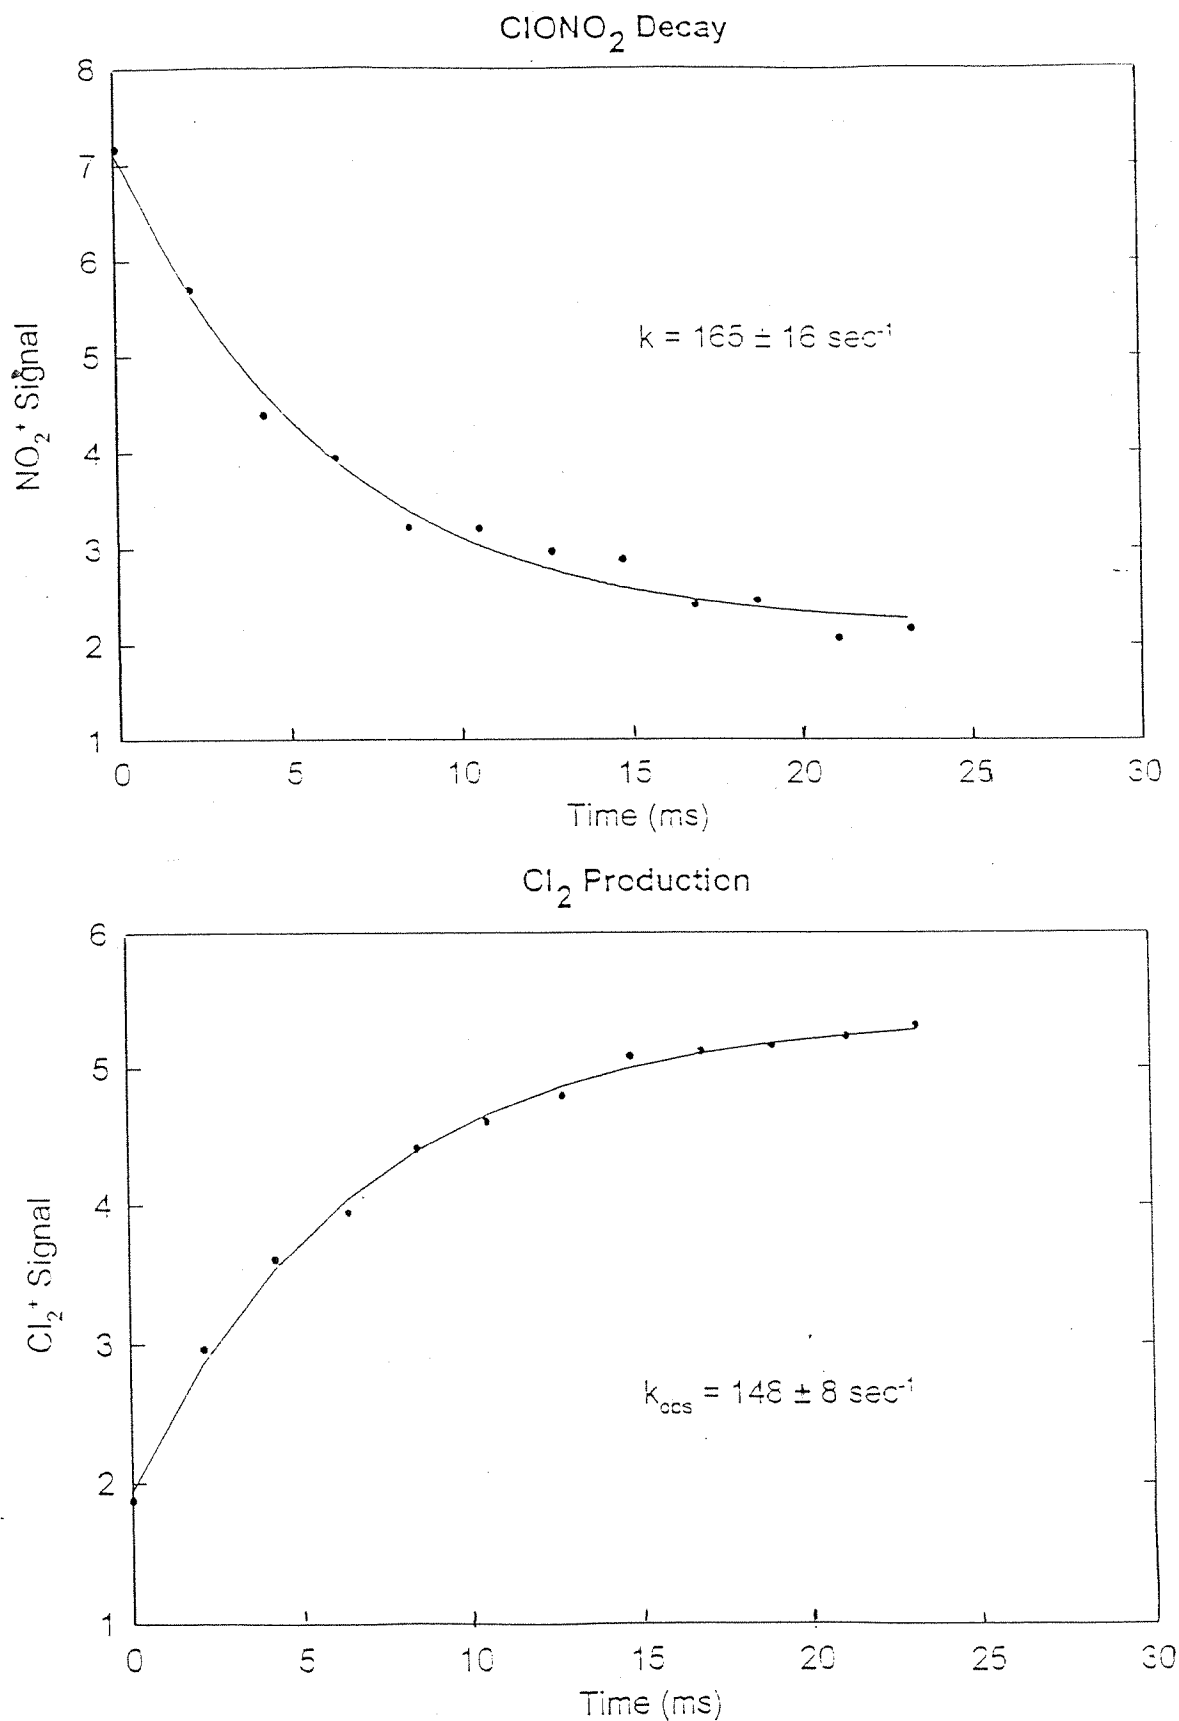 ClONO₂ Decay
8
7
6
5
4
3
2
1
NO₂⁺ Signal
k = 165 ± 16 sec⁻¹
0 5 10 15 20 25 30
Time (ms)
Cl₂ Production
6
5
4
3
2
1
Cl₂⁺ Signal
k_obs = 148 ± 8 sec⁻¹
0 5 10 15 20 25 30
Time (ms)